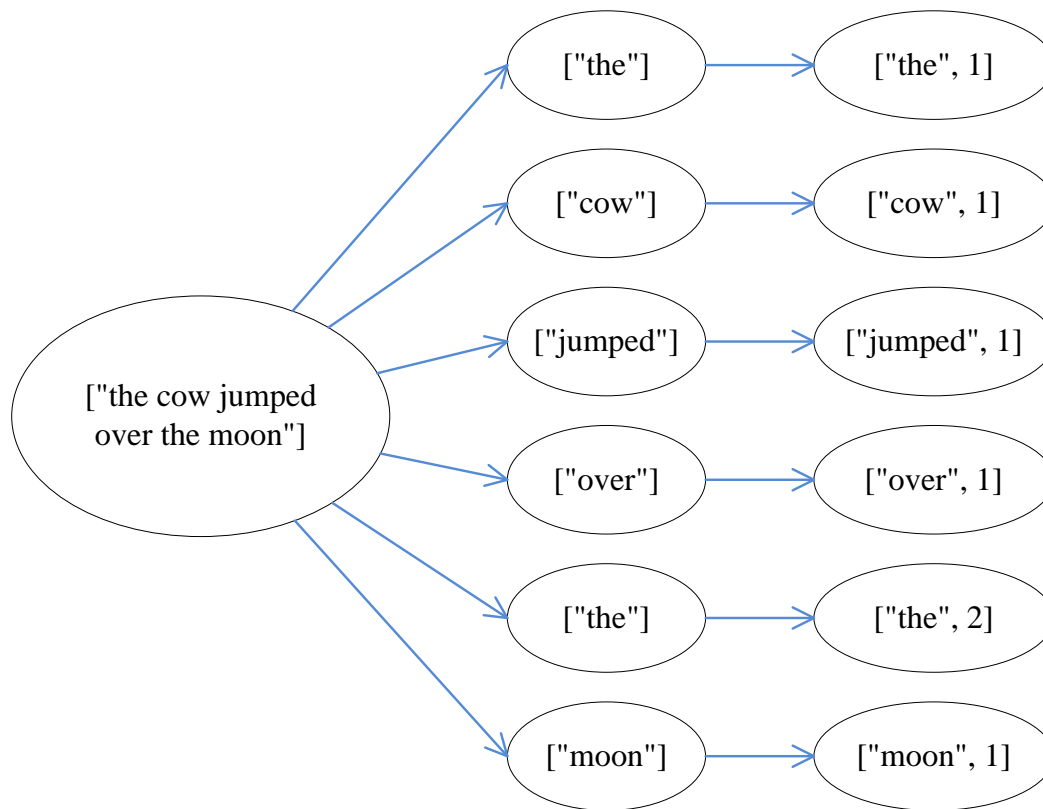 ["the"]
["the", 1]
["cow"]
["cow", 1]
["jumped"]
["jumped", 1]
["the cow jumped
over the moon"]
["over"]
["over", 1]
["the"]
["the", 2]
["moon"]
["moon", 1]